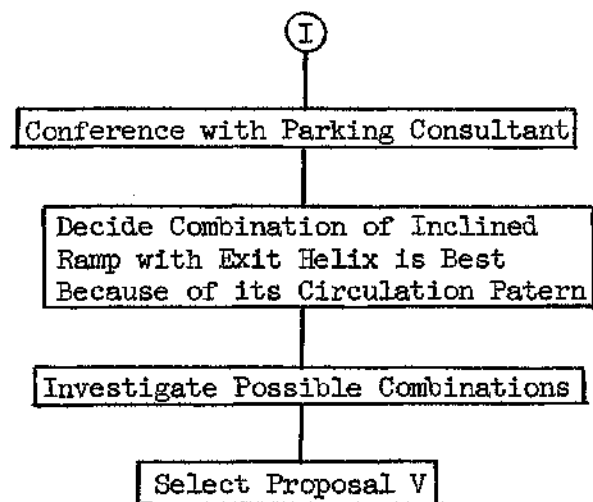 I
Conference with Parking Consultant
Decide Combination of Inclined
Ramp with Exit Helix is Best
Because of its Circulation Patern
Investigate Possible Combinations
Select Proposal V